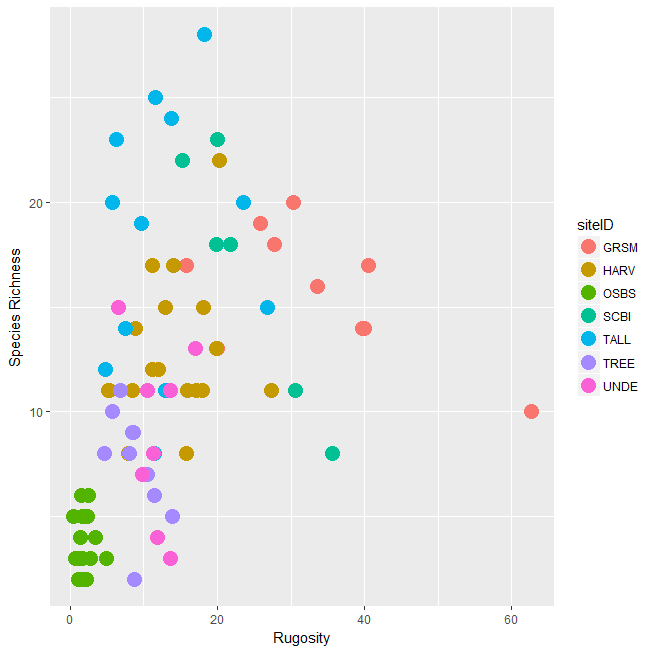 Species Richness
20
10
0
20
40
60
Rugosity
siteID
GRSM
HARV
OSBS
SCBI
TALL
TREE
UNDE